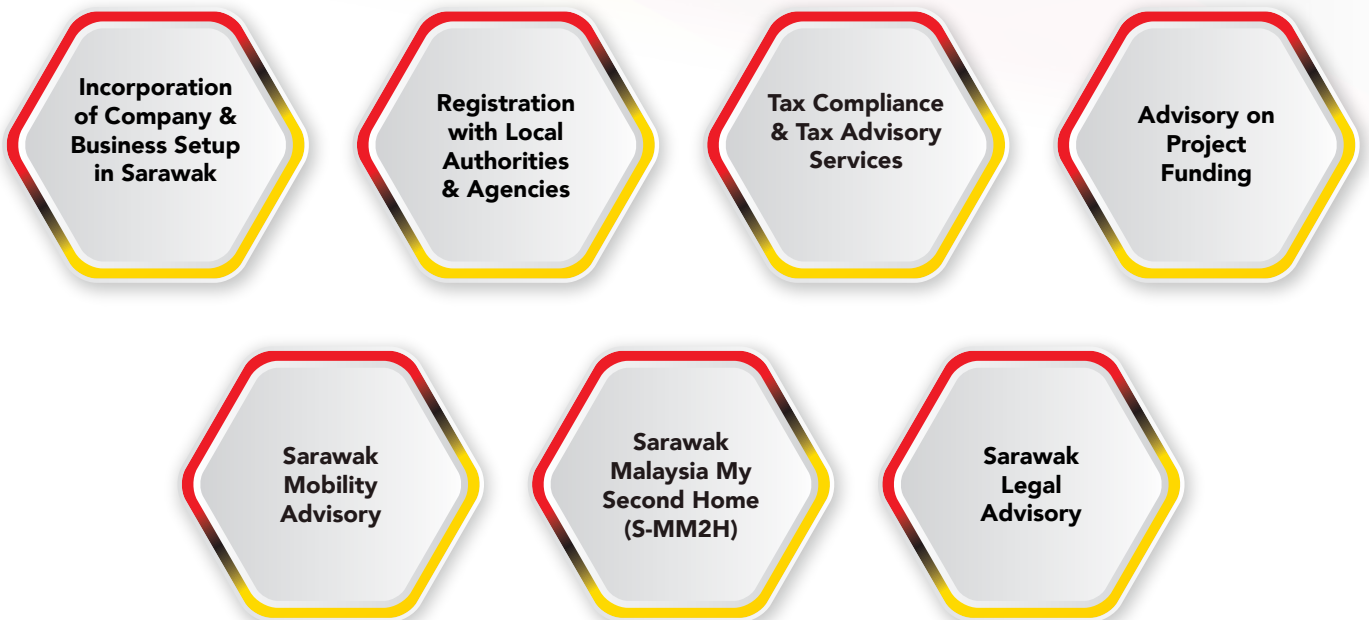 Incorporation
of Company &
Business Setup
in Sarawak
Registration
with Local
Authorities
& Agencies
Tax Compliance
& Tax Advisory
Services
Advisory on
Project
Funding
Sarawak
Mobility
Advisory
Sarawak
Malaysia My
Second Home
(S-MM2H)
Sarawak
Legal
Advisory